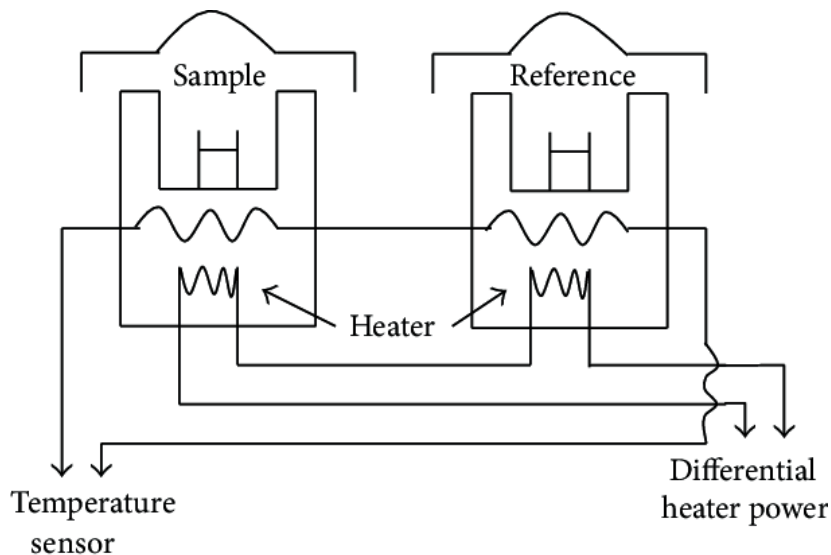 Sample
Reference
Heater
Temperature
sensor
Differential
heater power